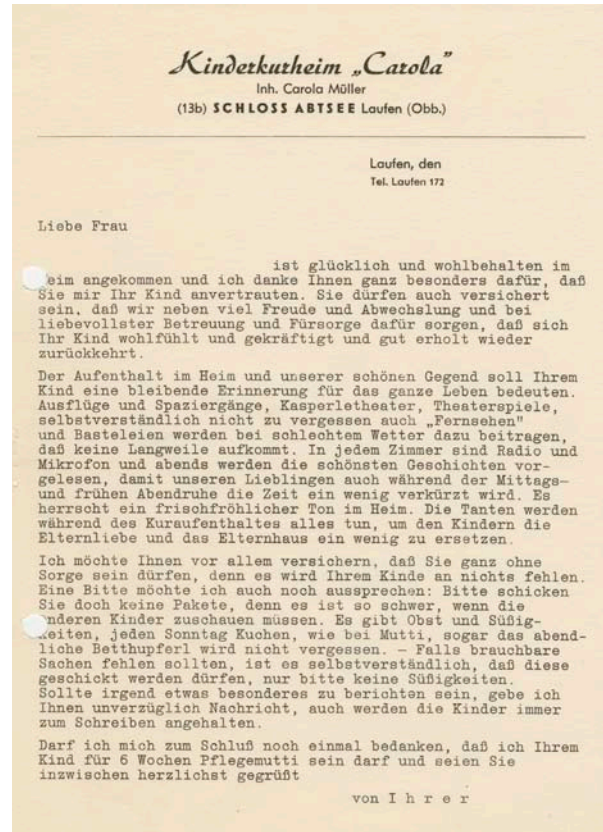 Kinderkurheim „Carola”
Inh. Carola Müller
(13b) SCHLOSS ABTSEE Laufen (Obb.)
Laufen, den
Tel. Laufen 172
Liebe Frau
ist glücklich und wohlbehalten im
eim angekommen und ich danke Ihnen ganz besonders dafür, daß
Sie mir Ihr Kind anvertrauten. Sie dürfen auch versichert
sein, daß wir neben viel Freude und Abwechslung und bei
liebevollster Betreuung und Fürsorge dafür sorgen, daß sich
Ihr Kind wohlfühlt und gekräftigt und gut erholt wieder
zurückkehrt.
Der Aufenthalt im Heim und unserer schönen Gegend soll Ihrem
Kind eine bleibende Erinnerung für das ganze Leben bedeuten.
Ausflüge und Spaziergänge, Kasperletheater, Theaterspiele,
selbstverständlich nicht zu vergessen auch „Fernsehen"
und Basteleien werden bei schlechtem Wetter dazu beitragen,
daß keine Langweile aufkommt. In jedem Zimmer sind Radio und
Mikrofon und abends werden die schönsten Geschichten vor-
gelesen, damit unseren Lieblingen auch während der Mittags-
und frühen Abendruhe die Zeit ein wenig verkürzt wird. Es
herrscht ein frischfröhlicher Ton im Heim. Die Tanten werden
während des Kuraufenthaltes alles tun, um den Kindern die
Elternliebe und das Elternhaus ein wenig zu ersetzen.
Ich möchte Ihnen vor allem versichern, daß Sie ganz ohne
Sorge sein dürfen, denn es wird Ihrem Kinde an nichts fehlen.
Eine Bitte möchte ich auch noch aussprechen: Bitte schicken
Sie doch keine Pakete, denn es ist so schwer, wenn die
anderen Kinder zuschauen müssen. Es gibt Obst und Süßig-
keiten, jeden Sonntag Kuchen, wie bei Mutti, sogar das abend-
liche Betthupferl wird nicht vergessen. – Falls brauchbare
Sachen fehlen sollten, ist es selbstverständlich, daß diese
geschickt werden dürfen, nur bitte keine Süßigkeiten.
Sollte irgend etwas besonderes zu berichten sein, gebe ich
Ihnen unverzüglich Nachricht, auch werden die Kinder immer
zum Schreiben angehalten.
Darf ich mich zum Schluß noch einmal bedanken, daß ich Ihrem
Kind für 6 Wochen Pflegemutti sein darf und seien Sie
inzwischen herzlichst gegrüßt
von I h r e r